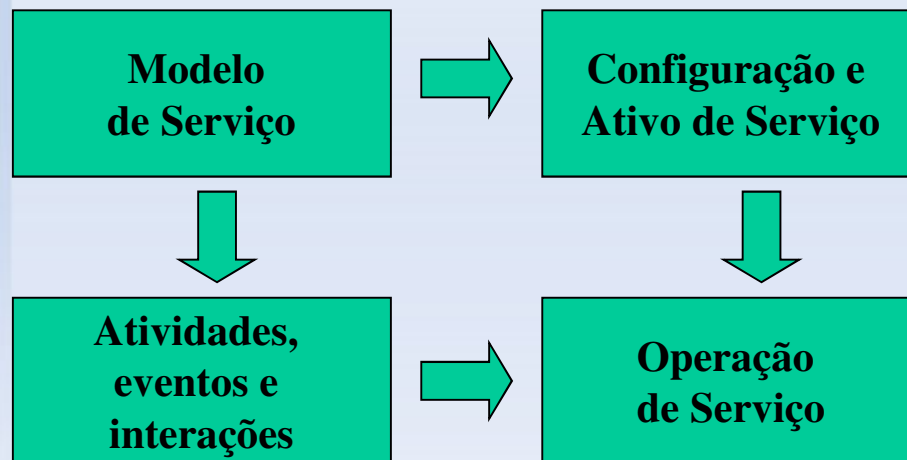 Modelo
de Serviço
Configuração e
Ativo de Serviço
Atividades,
eventos e
interações
Operação
de Serviço